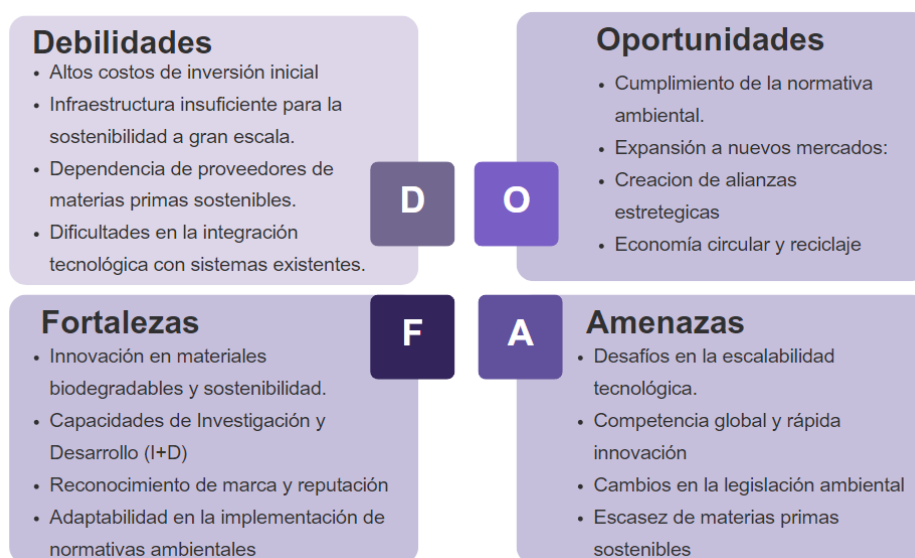 Debilidades
• Altos costos de inversión inicial
• Infraestructura insuficiente para la
sostenibilidad a gran escala.
• Dependencia de proveedores de
materias primas sostenibles.
• Dificultades en la integración
tecnológica con sistemas existentes.
D
O
Oportunidades
• Cumplimiento de la normativa
ambiental.
• Expansión a nuevos mercados:
• Creacion de alianzas
estretegicas
• Economía circular y reciclaje
Fortalezas
• Innovación en materiales
biodegradables y sostenibilidad.
• Capacidades de Investigación y
Desarrollo (I+D)
• Reconocimiento de marca y reputación
• Adaptabilidad en la implementación de
normativas ambientales
F
A
Amenazas
• Desafíos en la escalabilidad
tecnológica.
• Competencia global y rápida
innovación
• Cambios en la legislación ambiental
• Escasez de materias primas
sostenibles